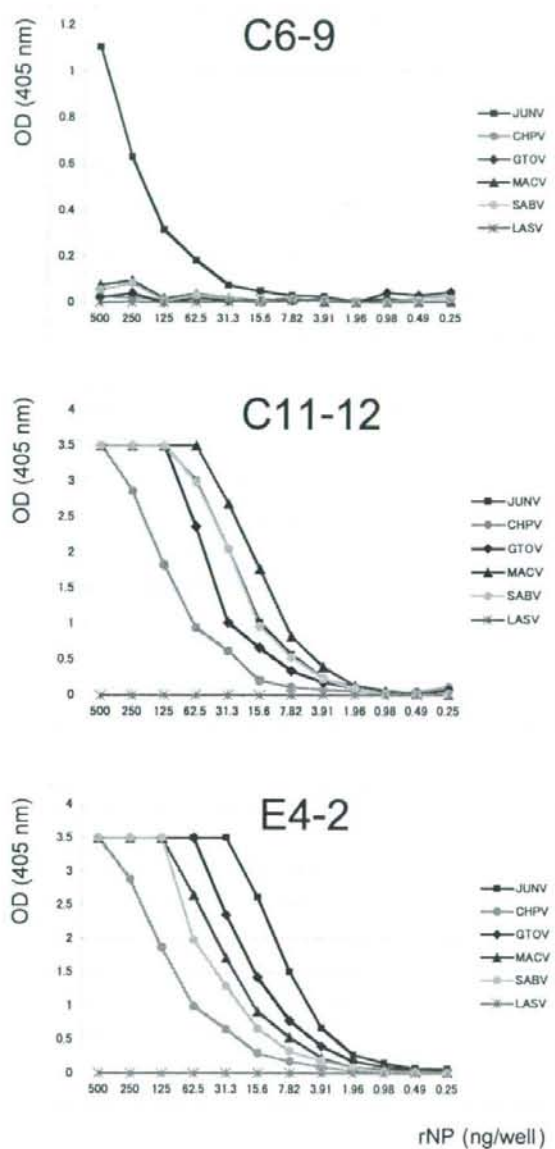 C6-9
OD (405 nm)
1.2
1
0.8
0.6
0.4
0.2
0
500 250 125 62.5 31.3 15.6 7.82 3.91 1.96 0.98 0.49 0.25
JUNV
CHPV
GTOV
MACV
SABV
LASV
C11-12
OD (405 nm)
4
3.5
3
2.5
2
1.5
1
0.5
0
500 250 125 62.5 31.3 15.6 7.82 3.91 1.96 0.98 0.49 0.25
JUNV
CHPV
GTOV
MACV
SABV
LASV
E4-2
OD (405 nm)
4
3.5
3
2.5
2
1.5
1
0.5
0
500 250 125 62.5 31.3 15.6 7.82 3.91 1.96 0.98 0.49 0.25
JUNV
CHPV
GTOV
MACV
SABV
LASV
rNP (ng/well)